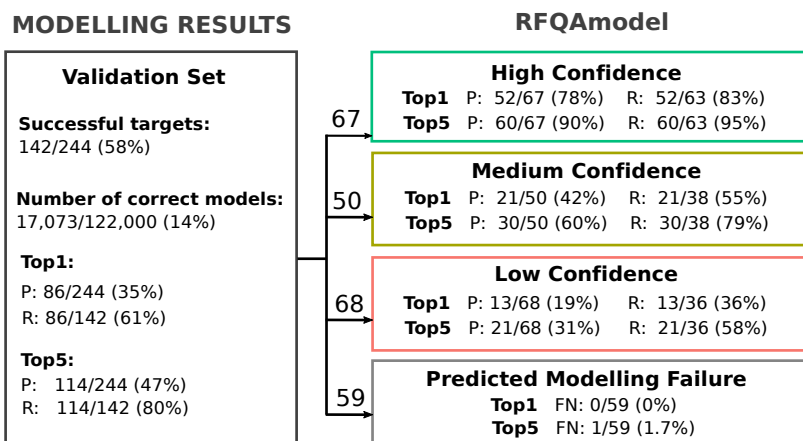 MODELLING RESULTS
Validation Set
Successful targets:
142/244 (58%)
Number of correct models:
17,073/122,000 (14%)
Top1:
P: 86/244 (35%)
R: 86/142 (61%)
Top5:
P: 114/244 (47%)
R: 114/142 (80%)
67
50
68
59
RFQAmodel
High Confidence
Top1 P: 52/67 (78%) R: 52/63 (83%)
Top5 P: 60/67 (90%) R: 60/63 (95%)
Medium Confidence
Top1 P: 21/50 (42%) R: 21/38 (55%)
Top5 P: 30/50 (60%) R: 30/38 (79%)
Low Confidence
Top1 P: 13/68 (19%) R: 13/36 (36%)
Top5 P: 21/68 (31%) R: 21/36 (58%)
Predicted Modelling Failure
Top1 FN: 0/59 (0%)
Top5 FN: 1/59 (1.7%)